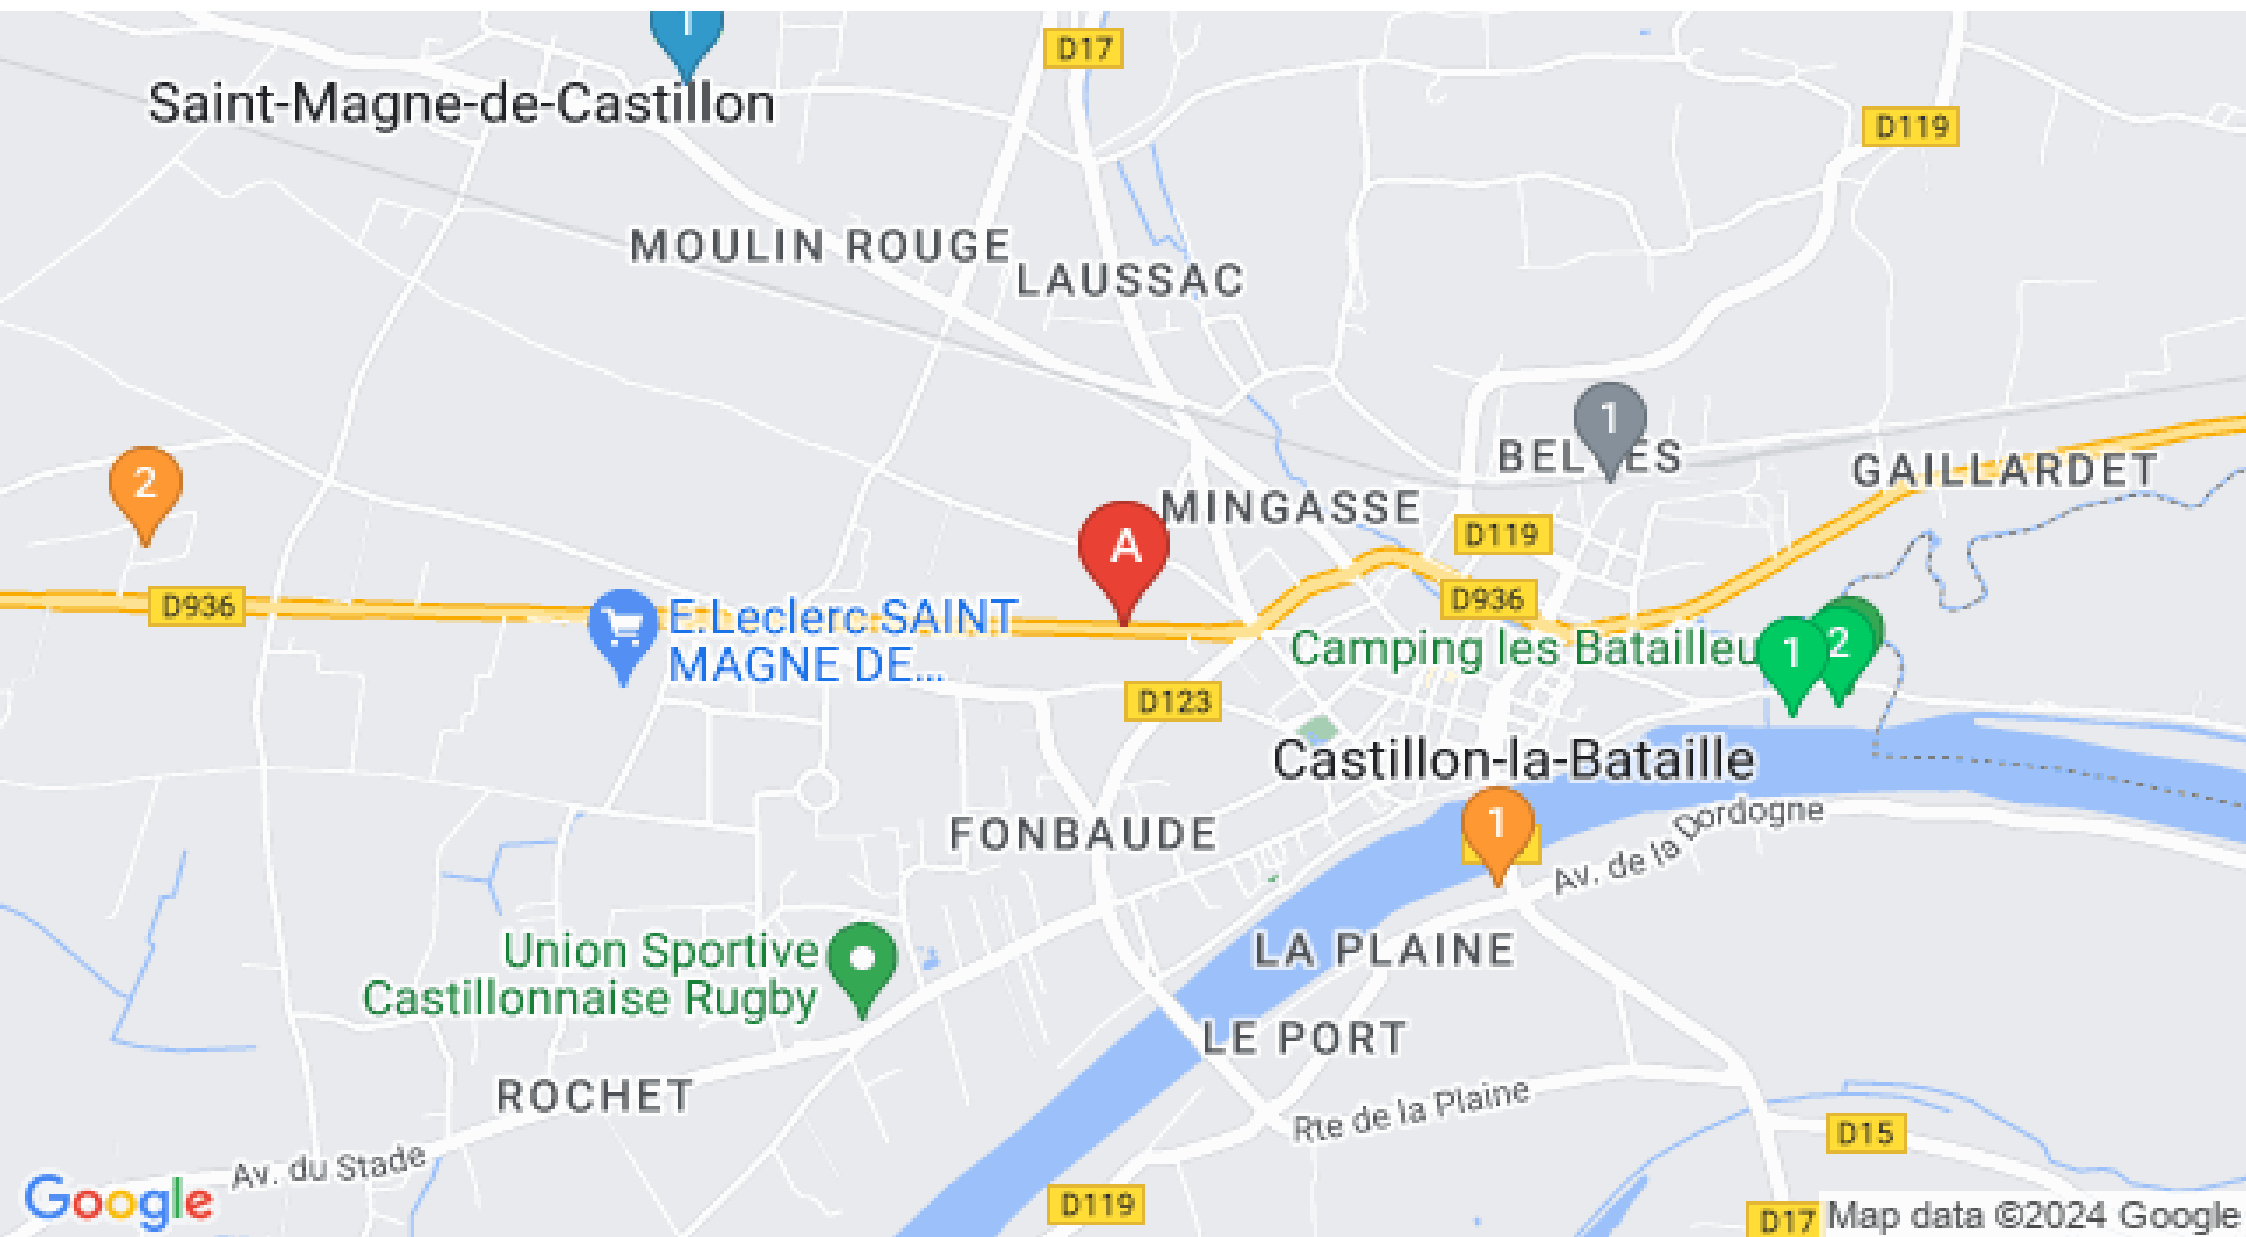 1
D17
Saint-Magne-de-Castillon
D119
MOULIN ROUGE
LAUSSAC
1
2
GAILLARDET
MINGASSE
D119
A
D936
D936
E.Leclerc SAINT
MAGNE DE...
Camping les Batailleu
1
2
D123
Castillon-la-Bataille
1
Av. de la Dordogne
FONBAUDE
Union Sportive
Castillonnaise Rugby
LA PLAINE
LE PORT
ROCHET
Rte de la Plaine
D15
Av. du Stade
Google
D119
D17
Map data ©2024 Google